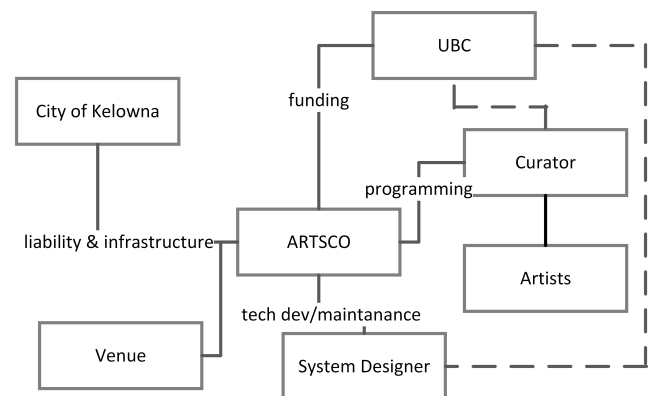 UBC
funding
City of Kelowna
Curator
programming
liability & infrastructure
ARTSCO
Artists
tech dev/maintanance
Venue
System Designer